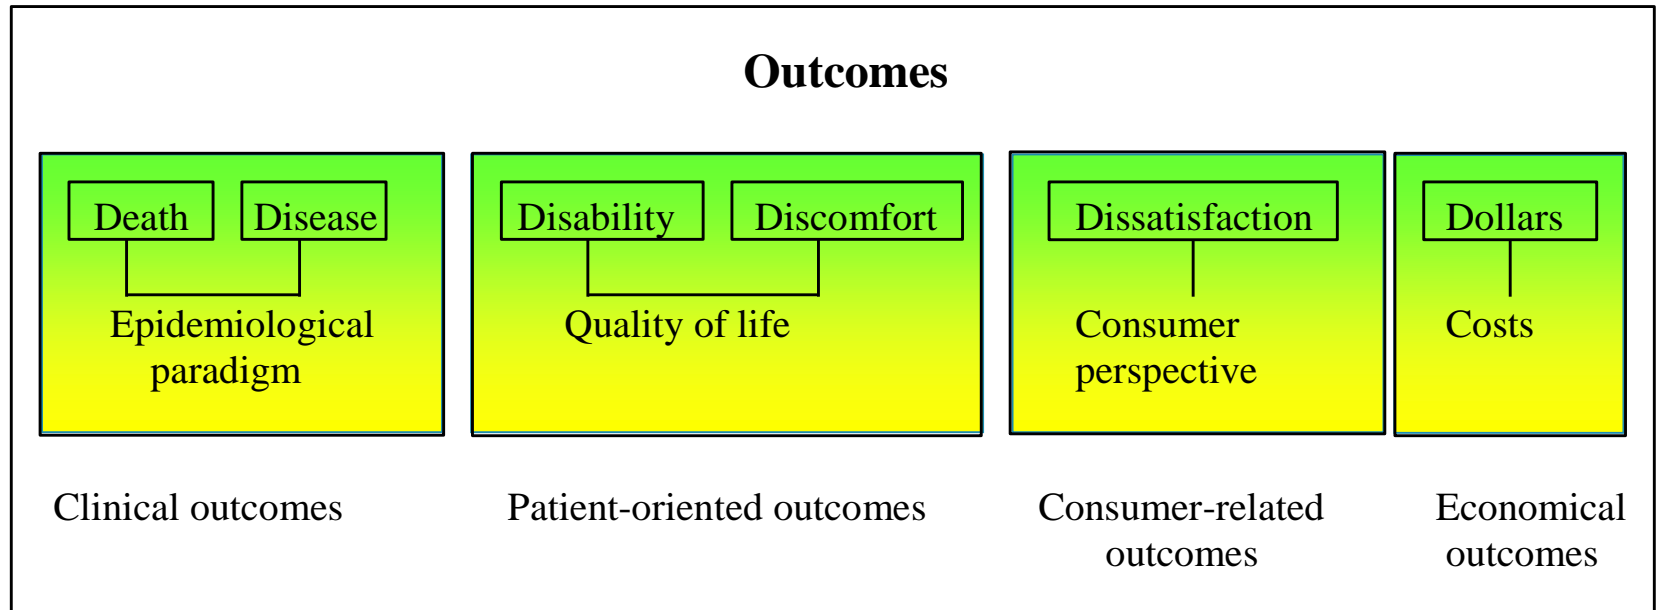 Outcomes
Death Disease Disability Discomfort Dissatisfaction Dollars
Epidemiological
paradigm
Quality of life
Consumer
perspective
Costs
Clinical outcomes
Patient-oriented outcomes
Consumer-related
outcomes
Economical
outcomes